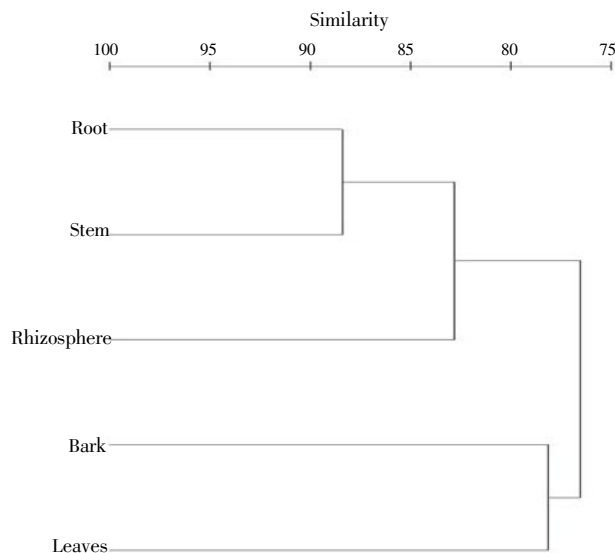 Similarity
100 95 90 85 80 75
Root
Stem
Rhizosphere
Bark
Leaves